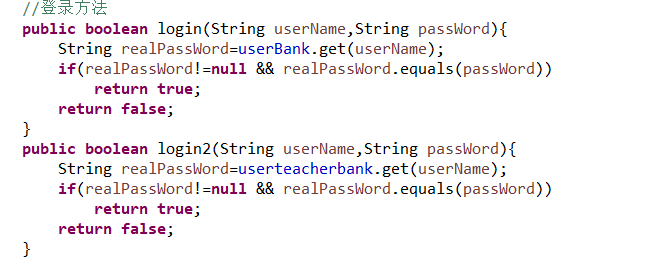 //登录方法
public boolean login(String userName,String passWord){
    String realPassWord=userBank.get(userName);
    if(realPassWord!=null && realPassWord.equals(passWord))
        return true;
    return false;
}
public boolean login2(String userName,String passWord){
    String realPassWord=userteacherbank.get(userName);
    if(realPassWord!=null && realPassWord.equals(passWord))
        return true;
    return false;
}